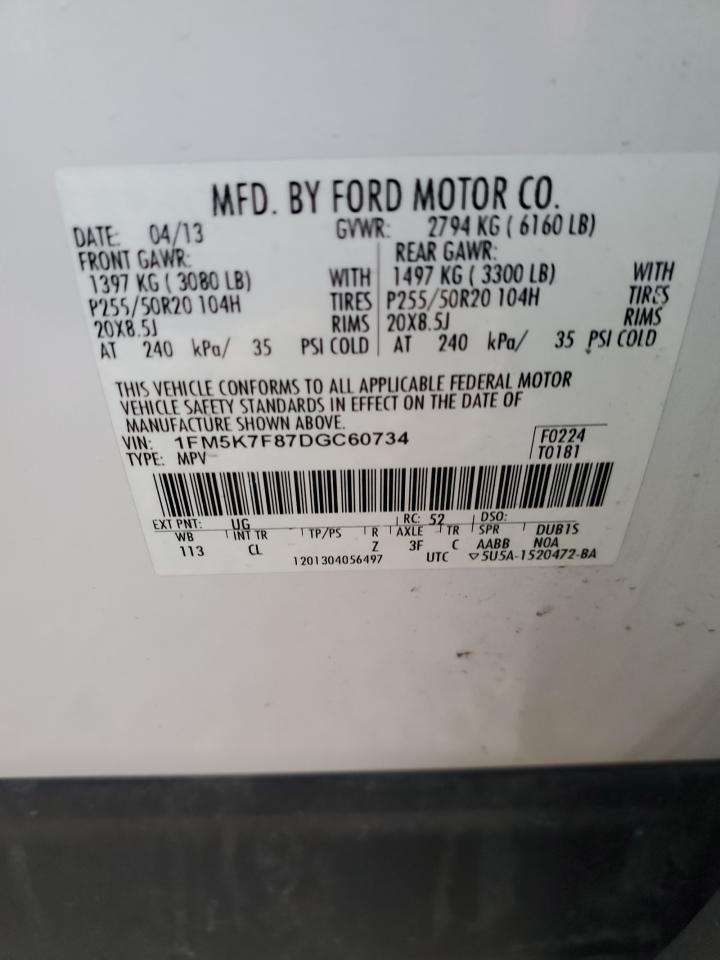 MFD. BY FORD MOTOR CO.
DATE: 04/13 GVWR: 2794 KG ( 6160 LB)
FRONT GAWR: REAR GAWR:
1397 KG ( 3080 LB) WITH 1497 KG ( 3300 LB) WITH
P255/50R20 104H TIRES P255/50R20 104H TIRES
20X8.5J RIMS 20X8.5J RIMS
AT 240 kPa/ 35 PSI COLD AT 240 kPa/ 35 PSI COLD
THIS VEHICLE CONFORMS TO ALL APPLICABLE FEDERAL MOTOR
VEHICLE SAFETY STANDARDS IN EFFECT ON THE DATE OF
MANUFACTURE SHOWN ABOVE.
VIN: 1FM5K7F87DGC60734 F0224
TYPE: MPV T0181
EXT PNT: UG RC: 52 DSO:
WB INT TR TP/PS R AXLE TR SPR DUB1S
113 CL Z 3F C AABB NOA
1201304056497 UTC ▽5U5A-1520472-BA